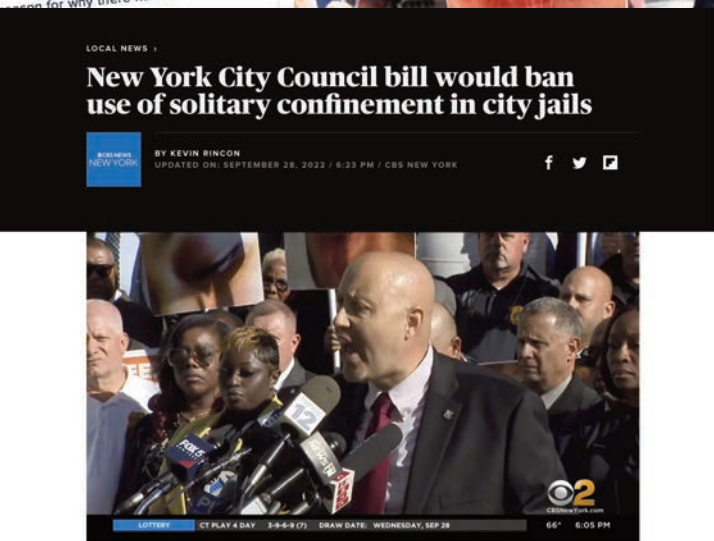 for why there
LOCAL NEWS ›
New York City Council bill would ban
use of solitary confinement in city jails
CBS NEWS
NEW YORK
BY KEVIN RINCON
UPDATED ON: SEPTEMBER 28, 2022 / 6:23 PM / CBS NEW YORK
f
12
FOX 5
2
CBSNewYork.com
LOTTERY CT PLAY 4 DAY 3-9-6-9 (7) DRAW DATE: WEDNESDAY, SEP 28 66° 6:05 PM